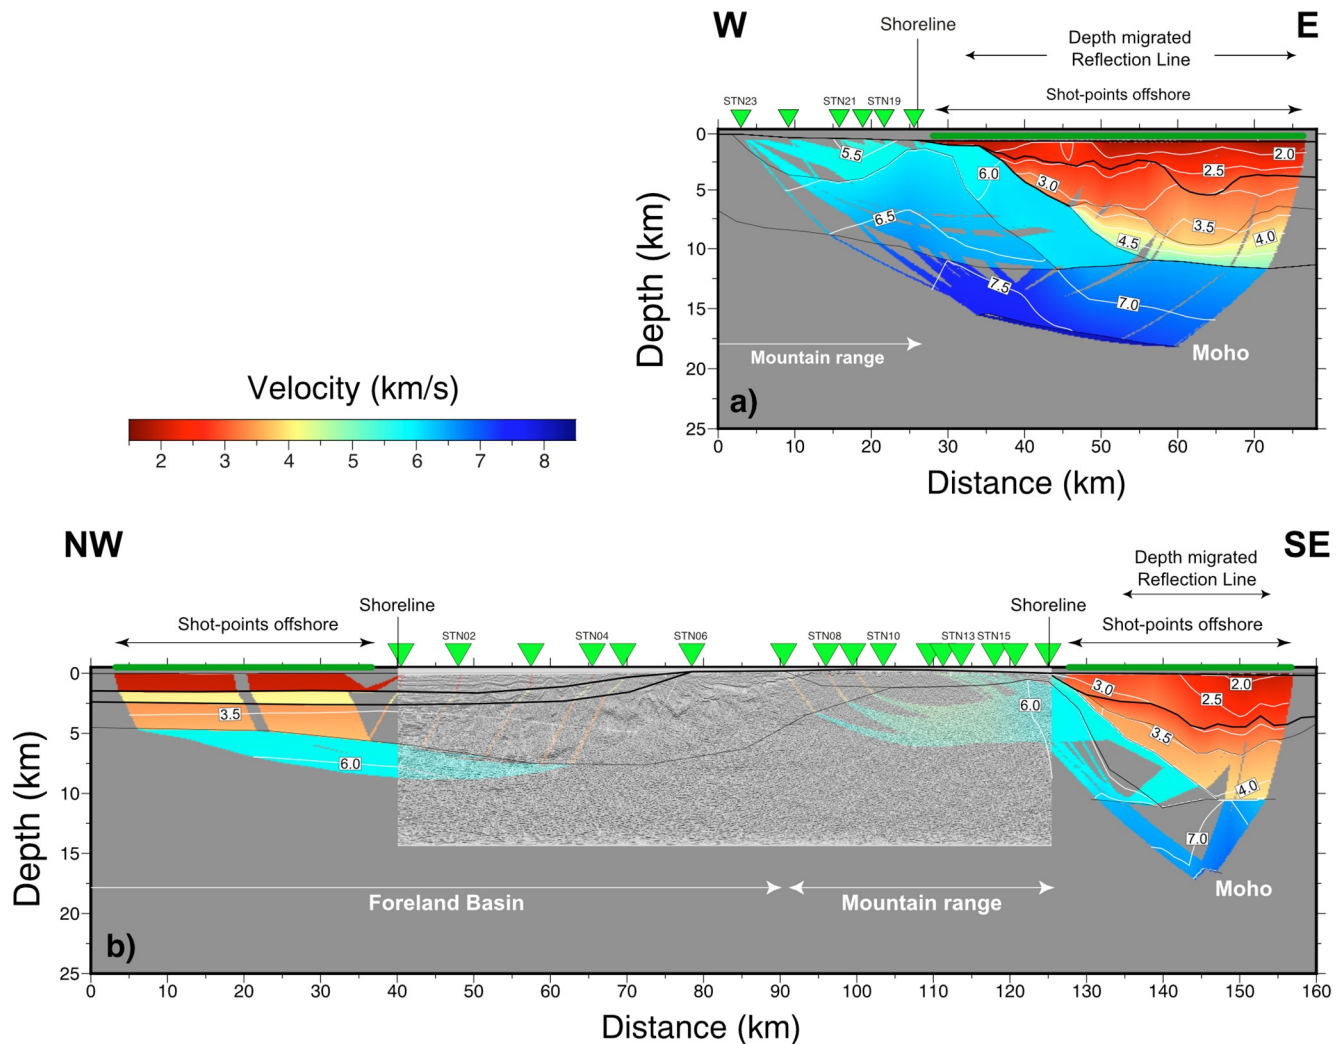 W
E
Shoreline
Depth migrated
Reflection Line
Shot-points offshore
STN23
STN21
STN19
0
5
10
15
20
25
Depth (km)
5.5
6.0
6.5
7.5
7.0
3.0
2.0
2.5
3.5
4.0
4.5
Mountain range
Moho
a)
0 10 20 30 40 50 60 70
Distance (km)
Velocity (km/s)
2 3 4 5 6 7 8
NW
SE
Depth migrated
Reflection Line
Shoreline
Shoreline
Shot-points offshore
Shot-points offshore
STN02
STN04
STN06
STN08
STN10
STN13
STN15
0
5
10
15
20
25
Depth (km)
3.5
6.0
6.0
3.0
2.0
2.5
3.5
4.0
7.0
Foreland Basin
Mountain range
Moho
b)
0 10 20 30 40 50 60 70 80 90 100 110 120 130 140 150 160
Distance (km)